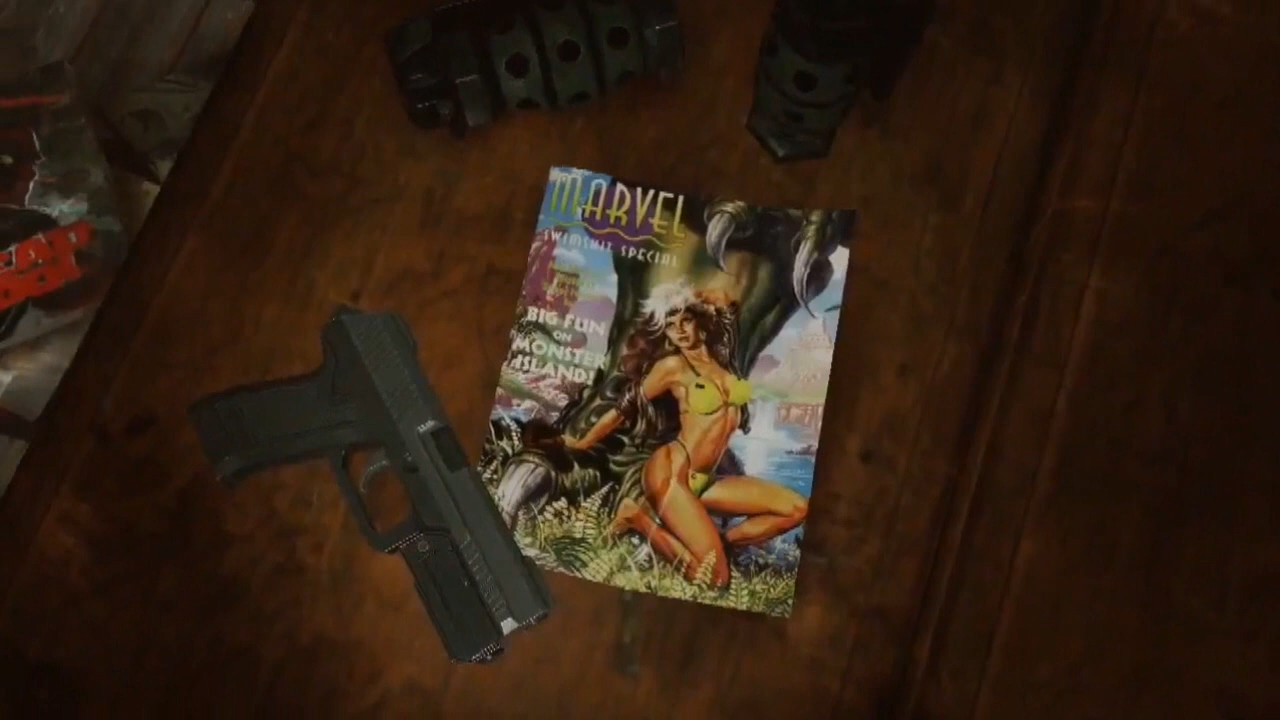 MARVEL
SWIMSUIT SPECIAL
BIG FUN
ON
MONSTER
ISLAND!